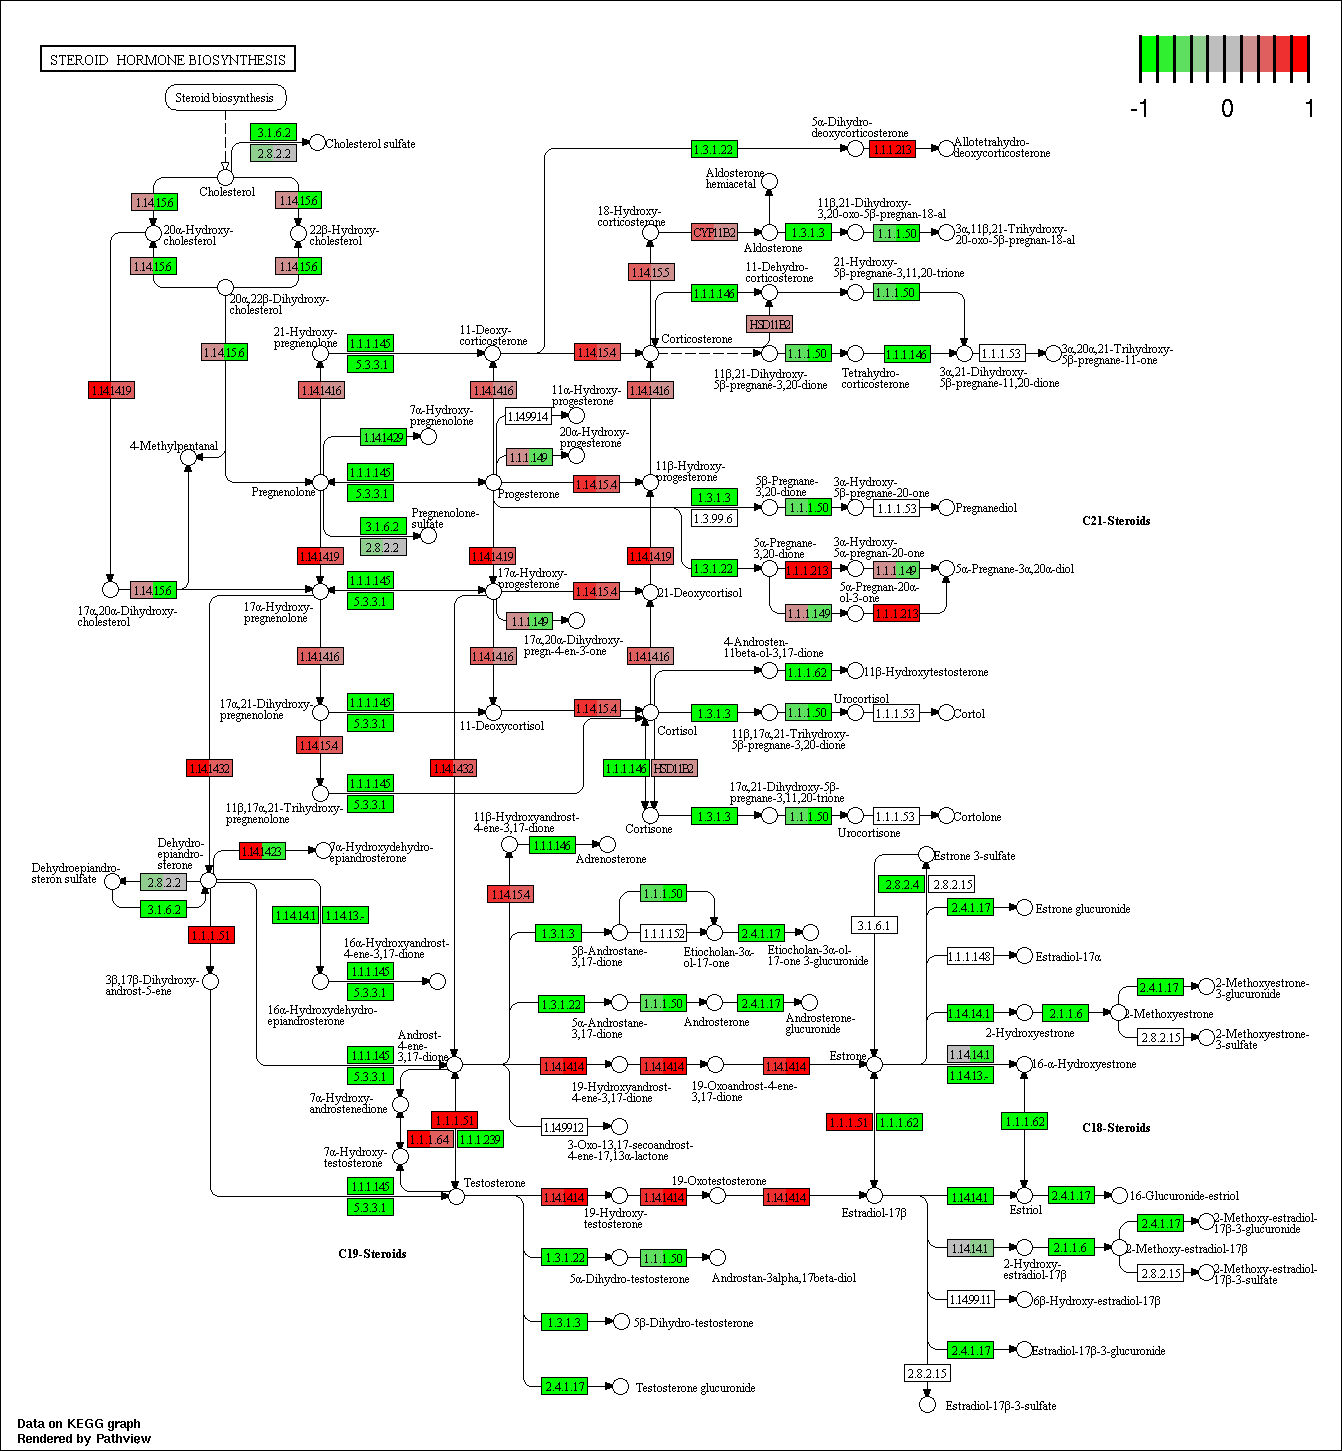 STEROID HORMONE BIOSYNTHESIS
-1
0
1
Steroid biosynthesis
3.1.6.2
2.8.2.2
Cholesterol sulfate
Cholesterol
1.14.15.6
1.14.15.6
20α-Hydroxy-
cholesterol
22β-Hydroxy-
cholesterol
1.14.15.6
1.14.15.6
20α,22β-Dihydroxy-
cholesterol
1.14.15.6
1.14.14.19
4-Methylpentanal
1.14.15.6
17α,20α-Dihydroxy-
cholesterol
21-Hydroxy-
pregnenolone
1.1.1.145
5.3.3.1
11-Deoxy-
corticosterone
1.14.15.4
1.14.14.16
1.14.14.16
1.14.14.16
7α-Hydroxy-
pregnenolone
1.14.14.29
11α-Hydroxy-
progesterone
1.14.99.14
20α-Hydroxy-
progesterone
1.1.1.149
Pregnenolone
1.1.1.145
5.3.3.1
Progesterone
1.14.15.4
11β-Hydroxy-
progesterone
3.1.6.2
2.8.2.2
Pregnenolone-
sulfate
1.14.14.19
1.14.14.19
1.14.14.19
17α-Hydroxy-
progesterone
1.1.1.145
5.3.3.1
1.14.15.4
21-Deoxycortisol
17α-Hydroxy-
pregnenolone
1.1.1.149
17α,20α-Dihydroxy-
pregn-4-en-3-one
1.14.14.16
1.14.14.16
1.14.14.16
17α,21-Dihydroxy-
pregnenolone
1.1.1.145
5.3.3.1
11-Deoxycortisol
1.14.15.4
Cortisol
1.14.15.4
1.14.14.32
1.14.14.32
1.1.1.146
HSD11B2
1.1.1.145
5.3.3.1
11β,17α,21-Trihydroxy-
pregnenolone
Cortisone
5α-Dihydro-
deoxycorticosterone
1.3.1.22
1.1.1.213
Allotetrahydro-
deoxycorticosterone
Aldosterone
hemiacetal
18-Hydroxy-
corticosterone
CYP11B2
Aldosterone
1.3.1.3
11β,21-Dihydroxy-
3,20-oxo-5β-pregnan-18-al
1.1.1.50
3α,11β,21-Trihydroxy-
20-oxo-5β-pregnan-18-al
1.14.15.5
11-Dehydro-
corticosterone
1.1.1.146
21-Hydroxy-
5β-pregnane-3,11,20-trione
1.1.1.50
HSD11B2
Corticosterone
1.1.1.50
1.1.1.146
1.1.1.53
3α,20α,21-Trihydroxy-
5β-pregnane-11-one
11β,21-Dihydroxy-
5β-pregnane-3,20-dione
Tetrahydro-
corticosterone
3α,21-Dihydroxy-
5β-pregnane-11,20-dione
5β-Pregnane-
3,20-dione
3α-Hydroxy-
5β-pregnane-20-one
1.3.1.3
1.3.99.6
1.1.1.50
1.1.1.53
Pregnanediol
C21-Steroids
5α-Pregnane-
3,20-dione
3α-Hydroxy-
5α-pregnan-20-one
1.3.1.22
1.1.1.213
1.1.1.149
5α-Pregnane-3α,20α-diol
5α-Pregnan-20α-
ol-3-one
1.1.1.149
1.1.1.213
4-Androsten-
11beta-ol-3,17-dione
1.1.1.62
11β-Hydroxytestosterone
1.3.1.3
1.1.1.50
Urocortisol
1.1.1.53
Cortol
11β,17α,21-Trihydroxy-
5β-pregnane-3,20-dione
17α,21-Dihydroxy-5β-
pregnane-3,11,20-trione
1.3.1.3
1.1.1.50
Urocortisone
1.1.1.53
Cortolone
Dehydro-
epiandro-
sterone
1.14.14.23
7α-Hydroxydehydro-
epiandrosterone
Dehydroepiandro-
steron sulfate
2.8.2.2
3.1.6.2
1.1.1.51
1.14.14.1
1.14.13.-
3β,17β-Dihydroxy-
androst-5-ene
16α-Hydroxyandrost-
4-ene-3,17-dione
1.1.1.145
5.3.3.1
16α-Hydroxydehydro-
epiandrosterone
11β-Hydroxyandrost-
4-ene-3,17-dione
1.1.1.146
Adrenosterone
1.14.15.4
1.1.1.50
1.3.1.3
1.1.1.152
2.4.1.17
5β-Androstane-
3,17-dione
Etiocholan-3α-
ol-17-one
Etiocholan-3α-ol-
17-one 3-glucuronide
1.3.1.22
1.1.1.50
2.4.1.17
5α-Androstane-
3,17-dione
Androsterone
Androsterone-
glucuronide
Androst-
4-ene-
3,17-dione
1.1.1.145
5.3.3.1
1.14.14.14
1.14.14.14
1.14.14.14
Estrone
19-Hydroxyandrost-
4-ene-3,17-dione
19-Oxoandrost-4-ene-
3,17-dione
7α-Hydroxy-
androstenedione
1.1.1.51
1.1.1.64
1.1.1.239
1.14.99.12
3-Oxo-13,17-secoandrost-
4-ene-17,13α-lactone
7α-Hydroxy-
testosterone
1.1.1.145
5.3.3.1
Testosterone
1.14.14.14
1.14.14.14
1.14.14.14
19-Oxotestosterone
19-Hydroxy-
testosterone
Estradiol-17β
C19-Steroids
1.3.1.22
1.1.1.50
5α-Dihydro-testosterone
Androstan-3alpha,17beta-diol
1.3.1.3
5β-Dihydro-testosterone
2.4.1.17
Testosterone glucuronide
Estrone 3-sulfate
2.8.2.4
2.8.2.15
3.1.6.1
2.4.1.17
Estrone glucuronide
1.1.1.148
Estradiol-17α
1.14.14.1
2.1.1.6
2-Hydroxyestrone
2-Methoxyestrone
2.4.1.17
2-Methoxyestrone-
3-glucuronide
2.8.2.15
2-Methoxyestrone-
3-sulfate
1.14.14.1
1.14.13.-
16-α-Hydroxyestrone
1.1.1.51
1.1.1.62
1.1.1.62
C18-Steroids
1.14.14.1
Estriol
2.4.1.17
16-Glucuronide-estriol
1.14.14.1
2.1.1.6
2-Hydroxy-
estradiol-17β
2-Methoxy-estradiol-17β
2.4.1.17
2-Methoxy-estradiol-
17β-3-glucuronide
2.8.2.15
2-Methoxy-estradiol-
17β-3-sulfate
1.14.99.11
6β-Hydroxy-estradiol-17β
2.4.1.17
Estradiol-17β-3-glucuronide
2.8.2.15
Estradiol-17β-3-sulfate
Data on KEGG graph
Rendered by Pathview